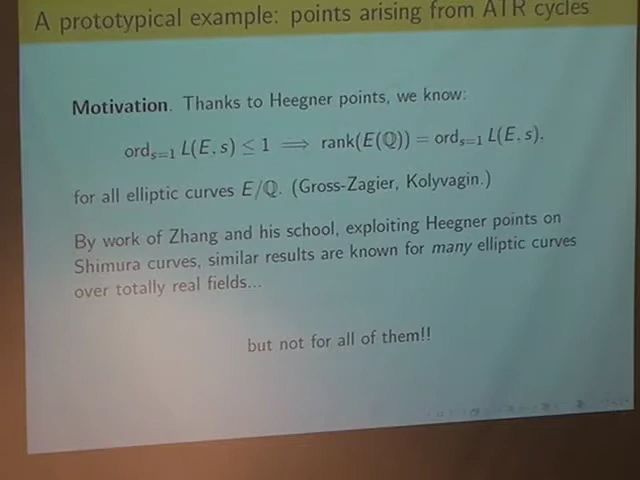 A prototypical example: points arising from ATR cycles
Motivation. Thanks to Heegner points, we know:
ord_{s=1} L(E, s) ≤ 1 ⟹ rank(E(ℚ)) = ord_{s=1} L(E, s),
for all elliptic curves E/ℚ. (Gross-Zagier, Kolyvagin.)
By work of Zhang and his school, exploiting Heegner points on
Shimura curves, similar results are known for many elliptic curves
over totally real fields...
but not for all of them!!